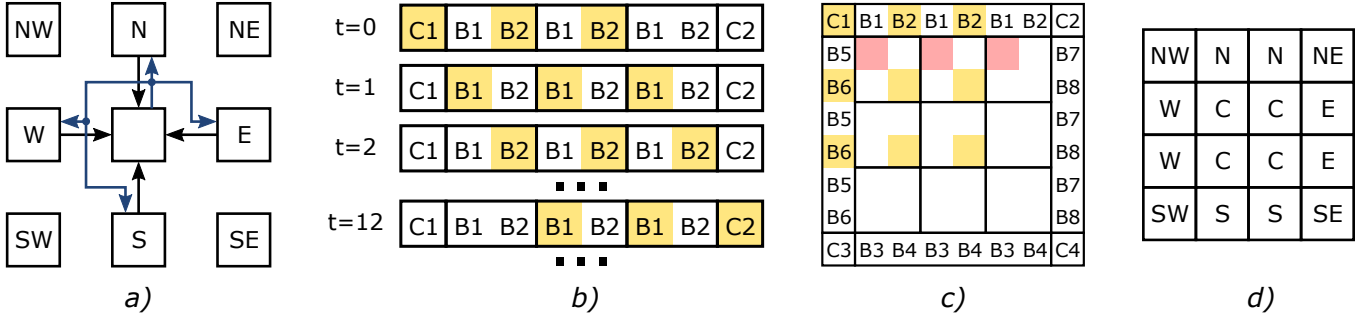 NW N NE
W E
SW S SE
a)
t=0 C1 B1 B2 B1 B2 B1 B2 C2
t=1 C1 B1 B2 B1 B2 B1 B2 C2
t=2 C1 B1 B2 B1 B2 B1 B2 C2
t=12 C1 B1 B2 B1 B2 B1 B2 C2
b)
C1 B1 B2 B1 B2 B1 B2 C2
B5 B7
B6 B8
B5 B7
B6 B8
B5 B7
B6 B8
C3 B3 B4 B3 B4 B3 B4 C4
c)
NW N N NE
W C C E
W C C E
SW S S SE
d)